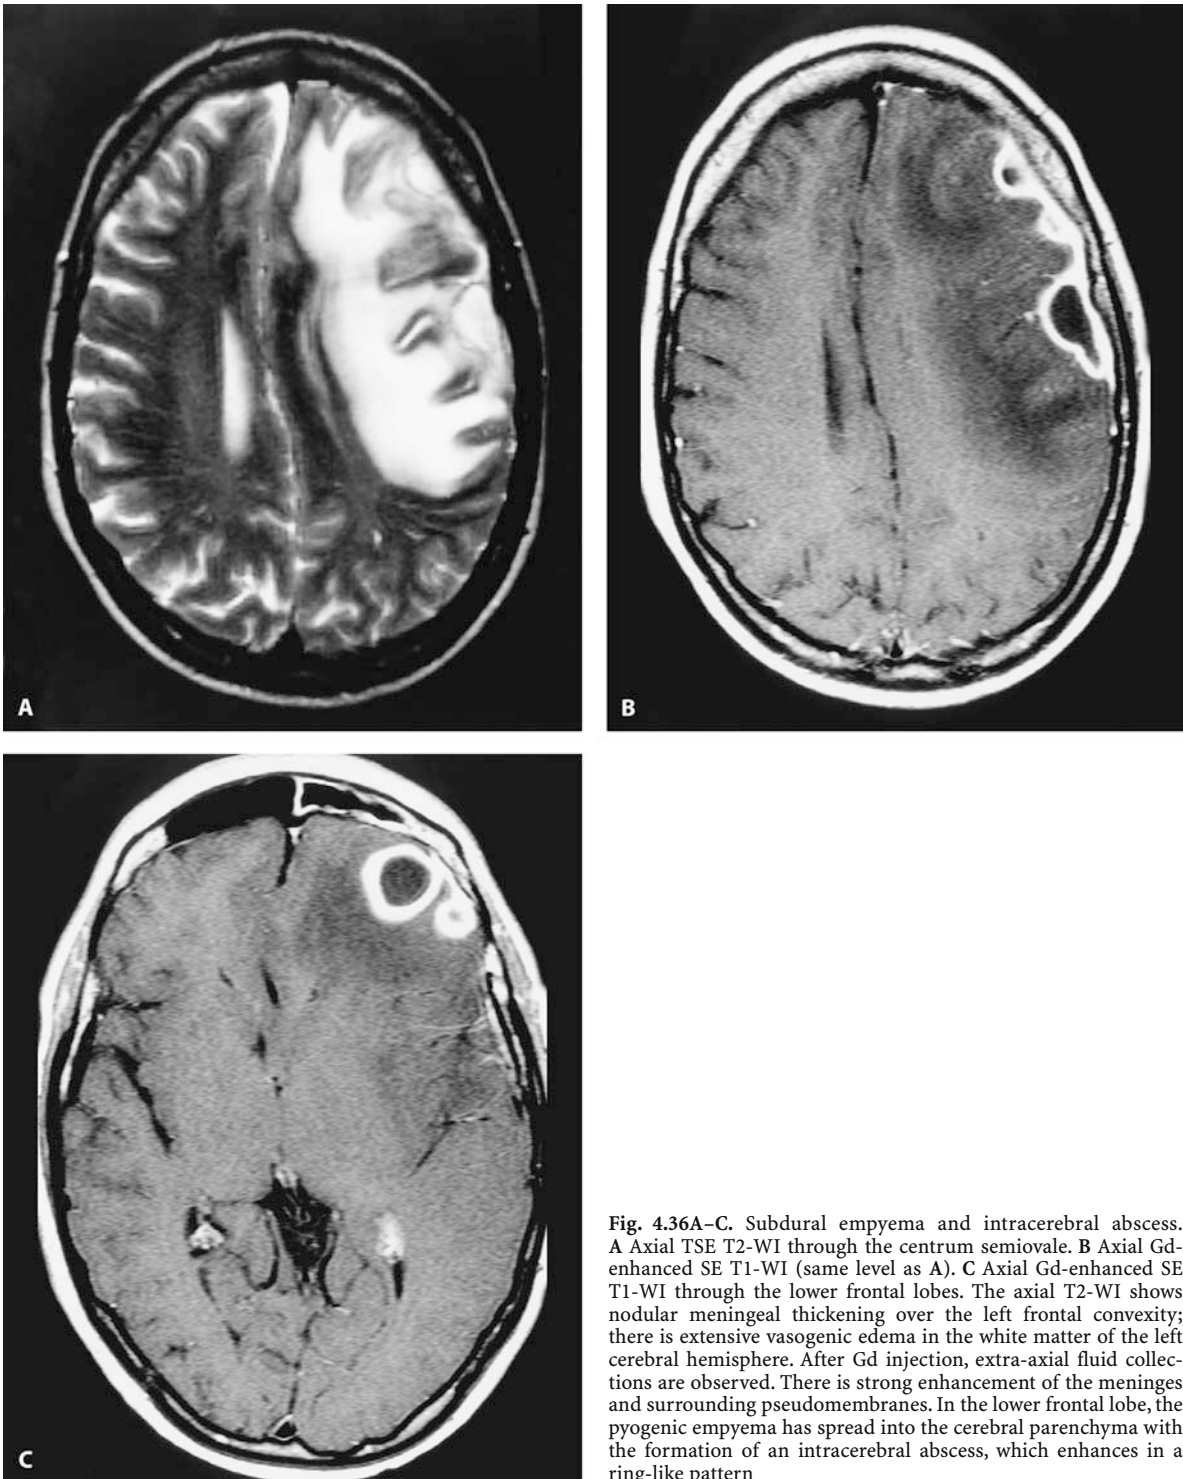 A
B
C
Fig. 4.36A–C. Subdural empyema and intracerebral abscess.
A Axial TSE T2-WI through the centrum semiovale. B Axial Gd-
enhanced SE T1-WI (same level as A). C Axial Gd-enhanced SE
T1-WI through the lower frontal lobes. The axial T2-WI shows
nodular meningeal thickening over the left frontal convexity;
there is extensive vasogenic edema in the white matter of the left
cerebral hemisphere. After Gd injection, extra-axial fluid collec-
tions are observed. There is strong enhancement of the meninges
and surrounding pseudomembranes. In the lower frontal lobe, the
pyogenic empyema has spread into the cerebral parenchyma with
the formation of an intracerebral abscess, which enhances in a
ring-like pattern